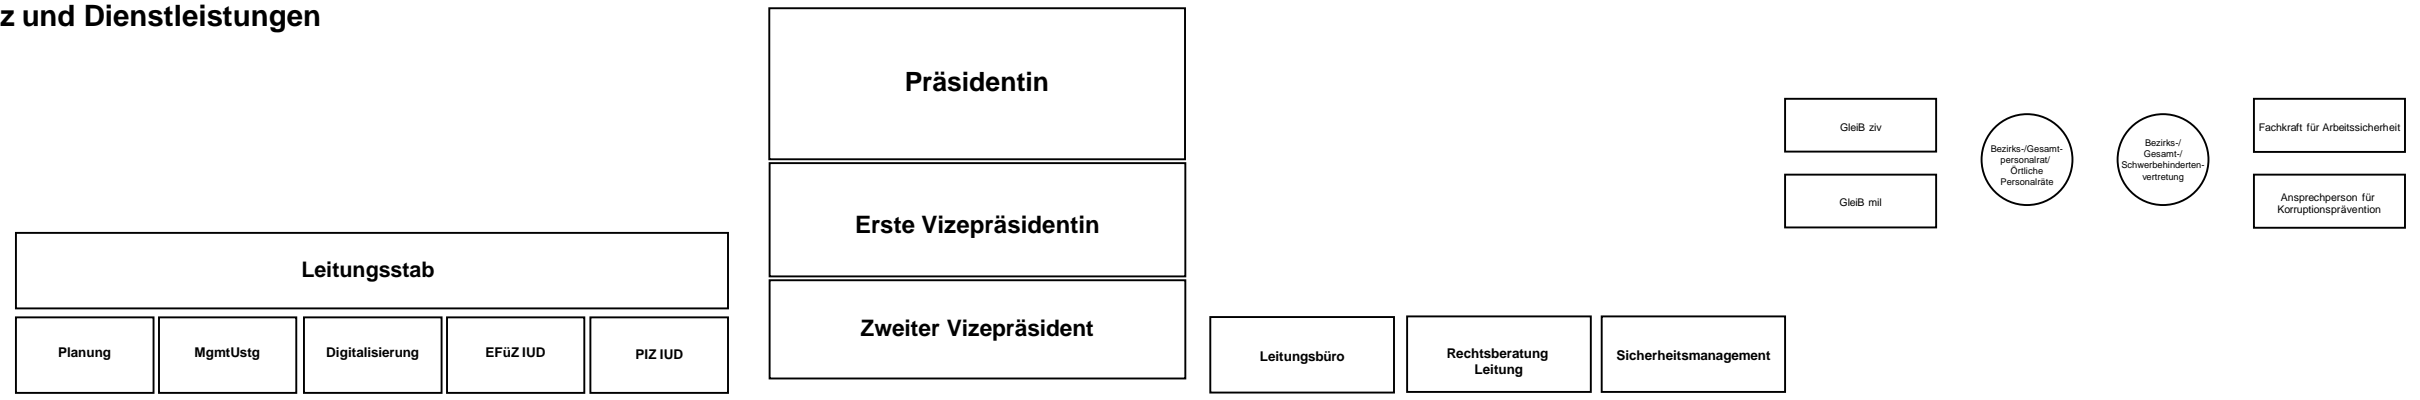 z und Dienstleistungen
Präsidentin
Erste Vizepräsidentin
Zweiter Vizepräsident
Leitungsstab
Planung
MgmtUstg
Digitalisierung
EFüZ IUD
PIZ IUD
Leitungsbüro
Rechtsberatung
Leitung
Sicherheitsmanagement
GleiB ziv
GleiB mil
Bezirks-/Gesamt-
personalrat/
Örtliche
Personalräte
Bezirks-/
Gesamt-/
Schwerbehinderten-
vertretung
Fachkraft für Arbeitssicherheit
Ansprechperson für
Korruptionsprävention